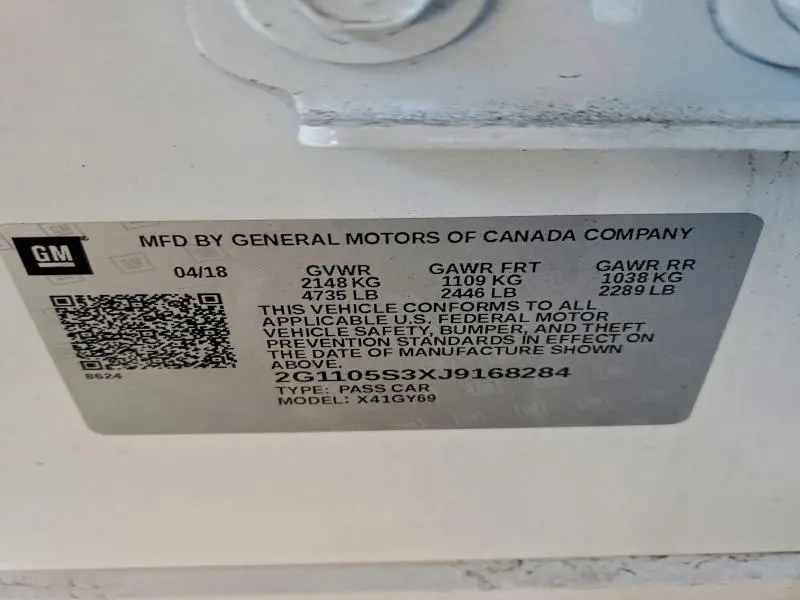 GM
MFD BY GENERAL MOTORS OF CANADA COMPANY
04/18 GVWR GAWR FRT GAWR RR
2148 KG 1109 KG 1038 KG
4735 LB 2446 LB 2289 LB
THIS VEHICLE CONFORMS TO ALL
APPLICABLE U.S. FEDERAL MOTOR
VEHICLE SAFETY, BUMPER, AND THEFT
PREVENTION STANDARDS IN EFFECT ON
THE DATE OF MANUFACTURE SHOWN
ABOVE.
8624
2G1105S3XJ9168284
TYPE: PASS CAR
MODEL: X41GY69